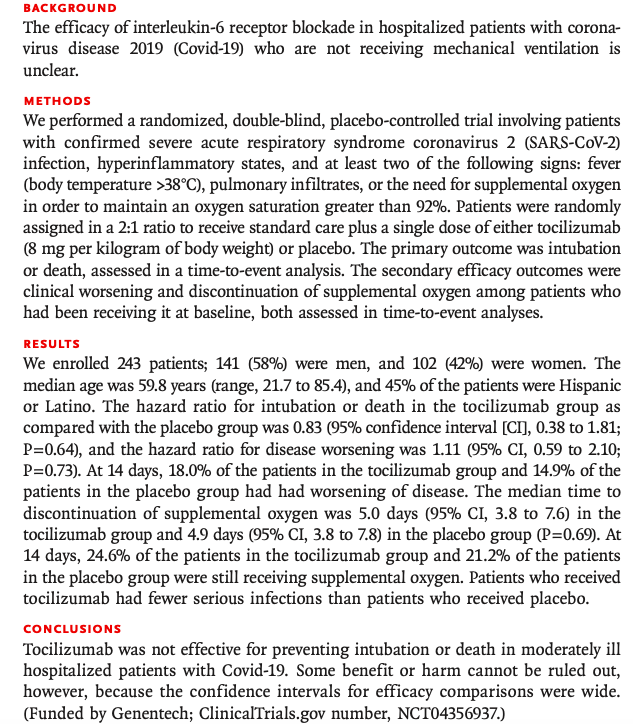 BACKGROUND
The efficacy of interleukin-6 receptor blockade in hospitalized patients with corona-
virus disease 2019 (Covid-19) who are not receiving mechanical ventilation is
unclear.
METHODS
We performed a randomized, double-blind, placebo-controlled trial involving patients
with confirmed severe acute respiratory syndrome coronavirus 2 (SARS-CoV-2)
infection, hyperinflammatory states, and at least two of the following signs: fever
(body temperature >38°C), pulmonary infiltrates, or the need for supplemental oxygen
in order to maintain an oxygen saturation greater than 92%. Patients were randomly
assigned in a 2:1 ratio to receive standard care plus a single dose of either tocilizumab
(8 mg per kilogram of body weight) or placebo. The primary outcome was intubation
or death, assessed in a time-to-event analysis. The secondary efficacy outcomes were
clinical worsening and discontinuation of supplemental oxygen among patients who
had been receiving it at baseline, both assessed in time-to-event analyses.
RESULTS
We enrolled 243 patients; 141 (58%) were men, and 102 (42%) were women. The
median age was 59.8 years (range, 21.7 to 85.4), and 45% of the patients were Hispanic
or Latino. The hazard ratio for intubation or death in the tocilizumab group as
compared with the placebo group was 0.83 (95% confidence interval [CI], 0.38 to 1.81;
P=0.64), and the hazard ratio for disease worsening was 1.11 (95% CI, 0.59 to 2.10;
P=0.73). At 14 days, 18.0% of the patients in the tocilizumab group and 14.9% of the
patients in the placebo group had had worsening of disease. The median time to
discontinuation of supplemental oxygen was 5.0 days (95% CI, 3.8 to 7.6) in the
tocilizumab group and 4.9 days (95% CI, 3.8 to 7.8) in the placebo group (P=0.69). At
14 days, 24.6% of the patients in the tocilizumab group and 21.2% of the patients
in the placebo group were still receiving supplemental oxygen. Patients who received
tocilizumab had fewer serious infections than patients who received placebo.
CONCLUSIONS
Tocilizumab was not effective for preventing intubation or death in moderately ill
hospitalized patients with Covid-19. Some benefit or harm cannot be ruled out,
however, because the confidence intervals for efficacy comparisons were wide.
(Funded by Genentech; ClinicalTrials.gov number, NCT04356937.)